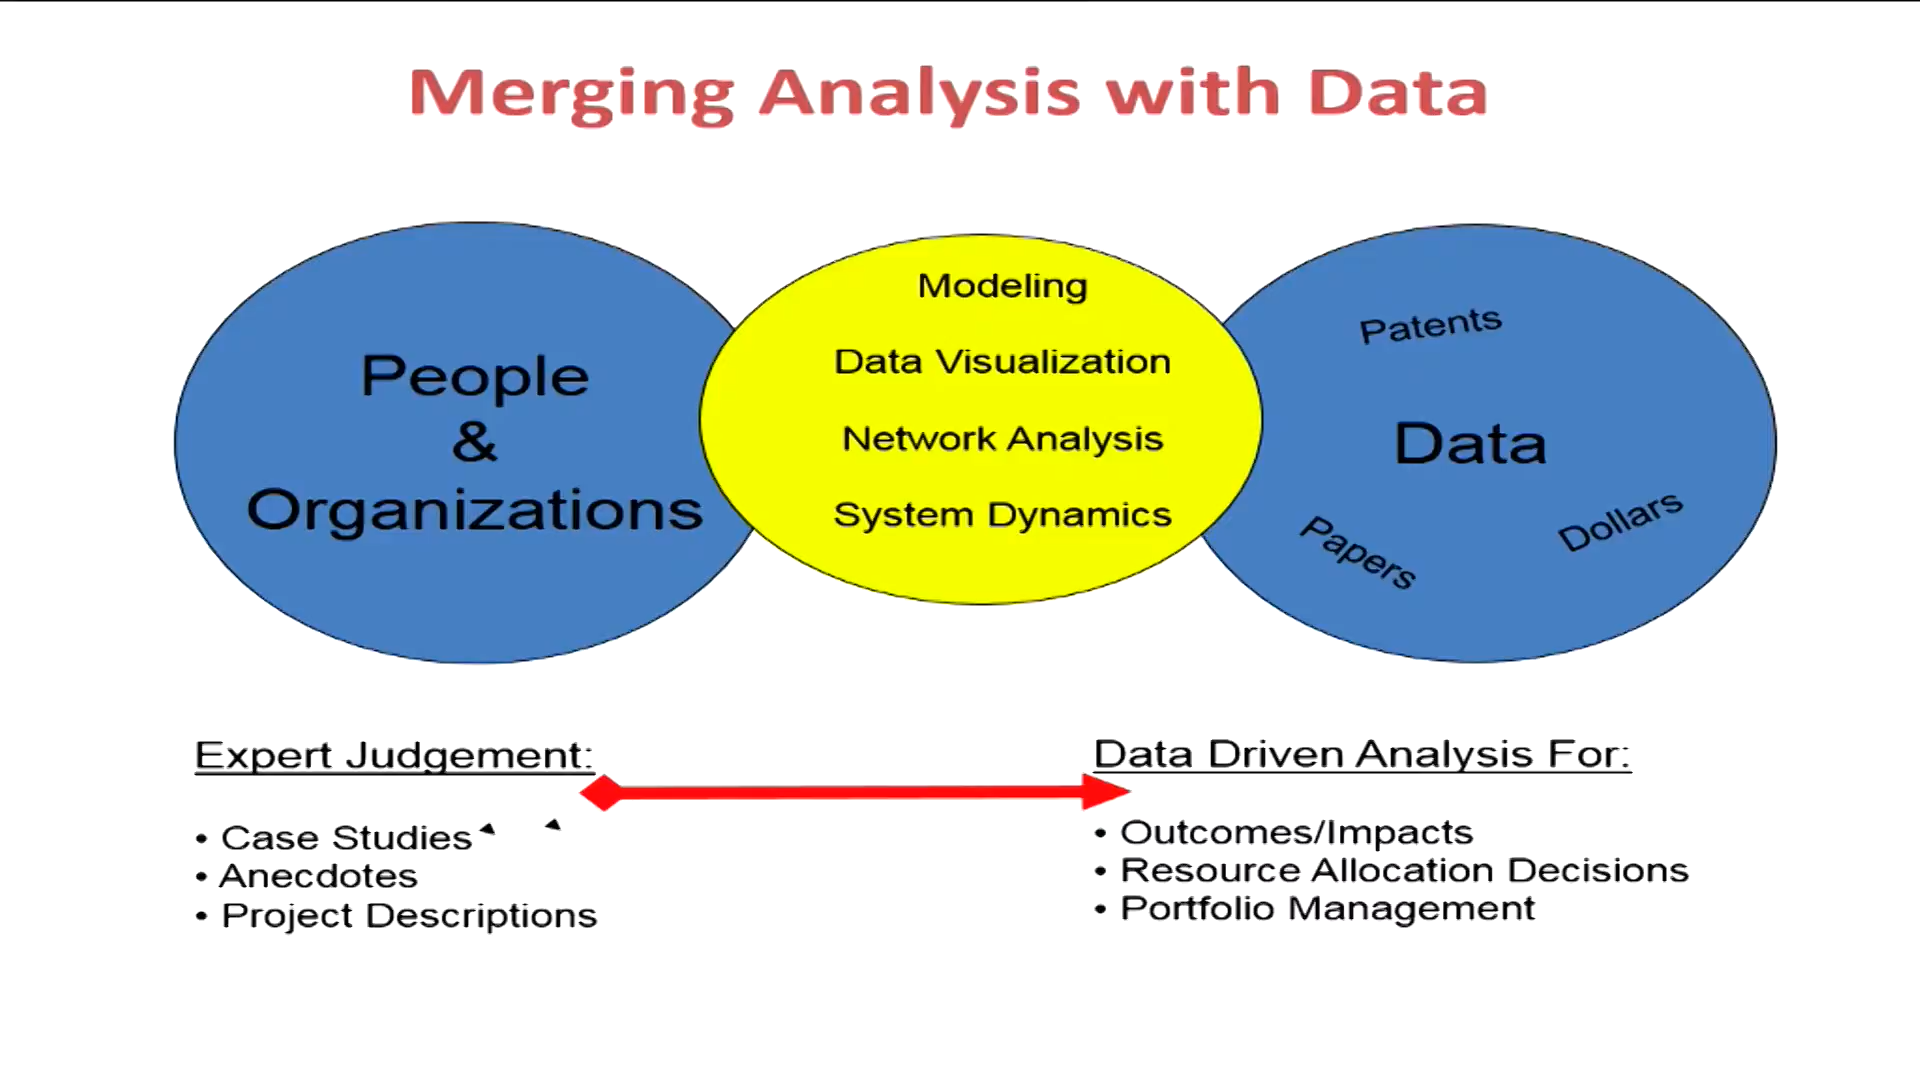 Merging Analysis with Data
People
&
Organizations
Modeling
Data Visualization
Network Analysis
System Dynamics
Patents
Data
Papers
Dollars
Expert Judgement:
• Case Studies
• Anecdotes
• Project Descriptions
Data Driven Analysis For:
• Outcomes/Impacts
• Resource Allocation Decisions
• Portfolio Management